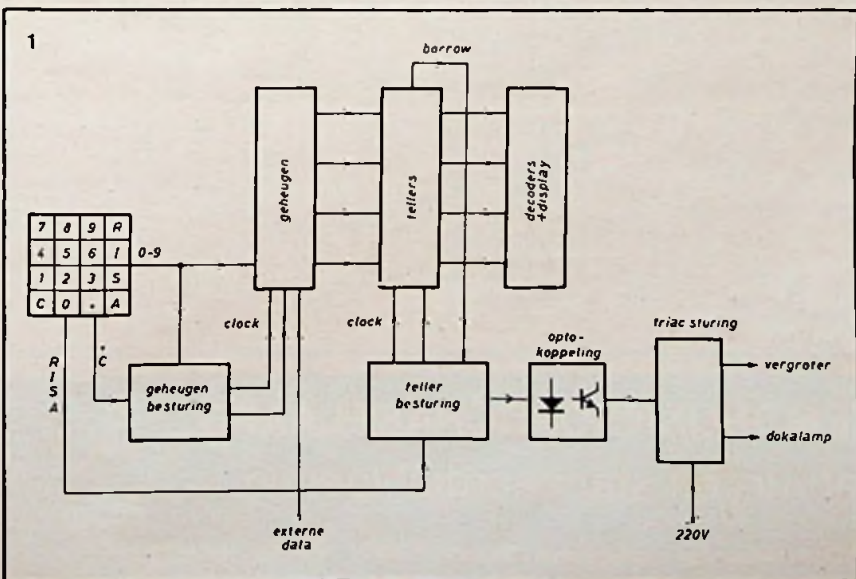 1
borrow
geheugen
tellers
decoders
+display
7 8 9 R
4 5 6 I
1 2 3 S
C 0 . A
0-9
clock
clock
opto-
koppeling
triac sturing
R
I
S
A
C
geheugen
besturing
teller
besturing
vergroter
dokalamp
externe
data
220V